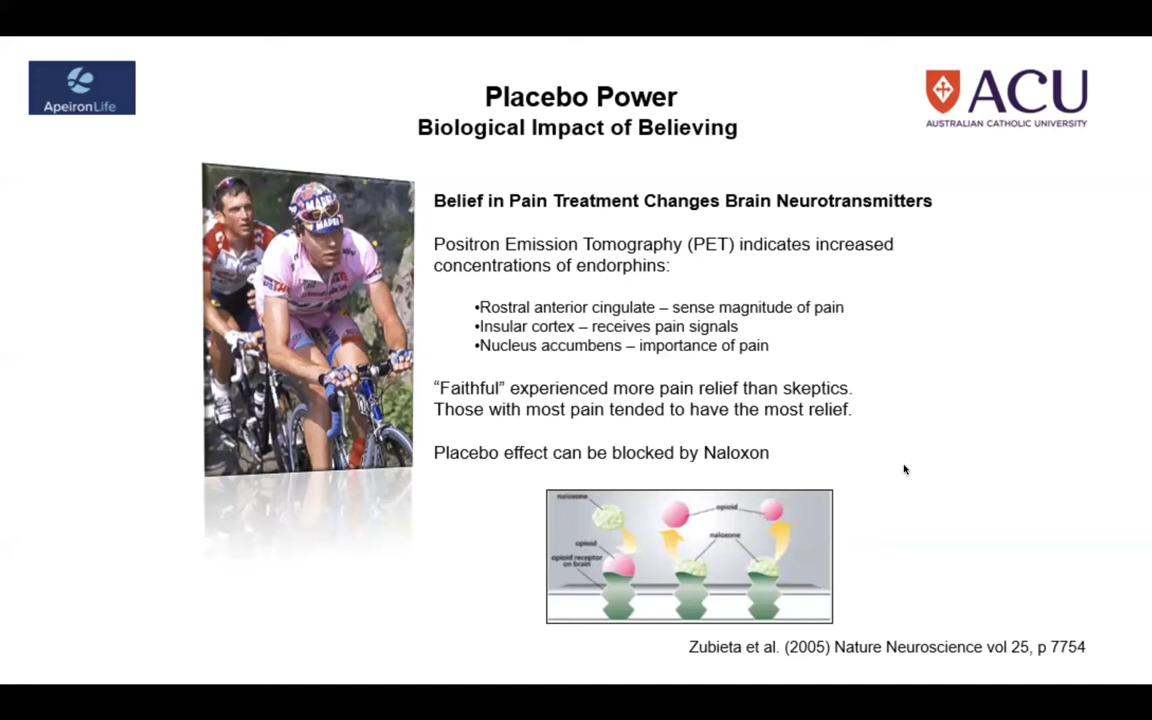 ApeironLife
ACU
AUSTRALIAN CATHOLIC UNIVERSITY
Placebo Power
Biological Impact of Believing
MAPEI
Belief in Pain Treatment Changes Brain Neurotransmitters
Positron Emission Tomography (PET) indicates increased
concentrations of endorphins:
•Rostral anterior cingulate – sense magnitude of pain
•Insular cortex – receives pain signals
•Nucleus accumbens – importance of pain
“Faithful” experienced more pain relief than skeptics.
Those with most pain tended to have the most relief.
Placebo effect can be blocked by Naloxon
naloxone
opioid
naloxone
opioid
opioid receptor
on brain
Zubieta et al. (2005) Nature Neuroscience vol 25, p 7754